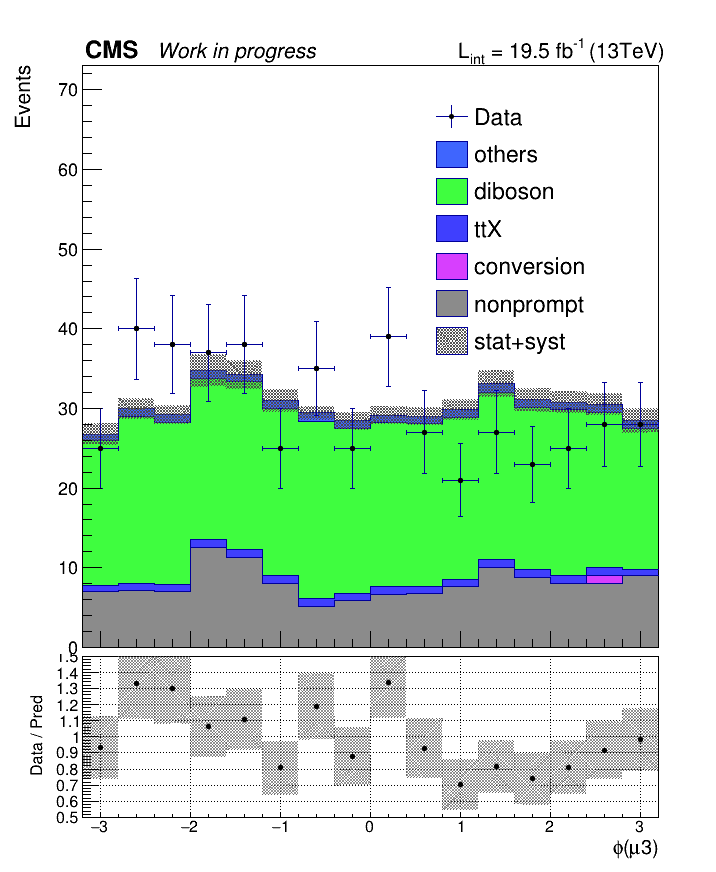 CMS Work in progress L_int = 19.5 fb⁻¹ (13TeV)
Events
70
60
50
40
30
20
10
0
Data
others
diboson
ttX
conversion
nonprompt
stat+syst
Data / Pred
1.5
1.4
1.3
1.2
1.1
1
0.9
0.8
0.7
0.6
0.5
−3 −2 −1 0 1 2 3
ϕ(μ3)